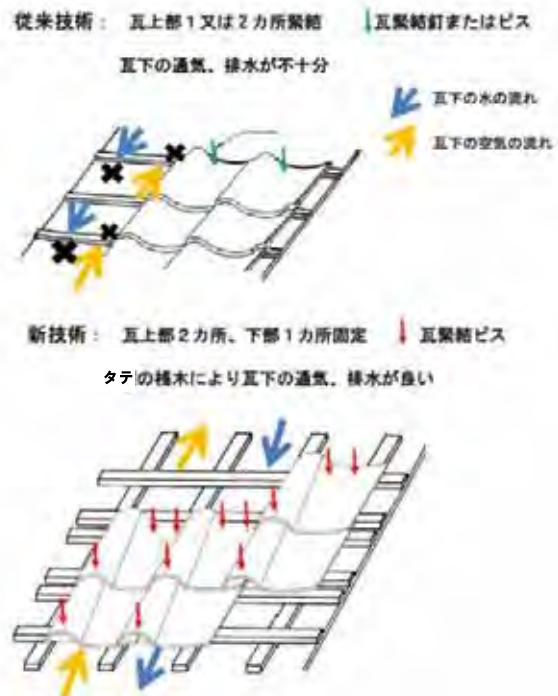 従来技術： 瓦上部１又は２カ所緊結 瓦緊結釘またはビス
瓦下の通気、排水が不十分
瓦下の水の流れ
瓦下の空気の流れ
新技術： 瓦上部２カ所、下部１カ所固定 瓦緊結ビス
タテの桟木により瓦下の通気、排水が良い